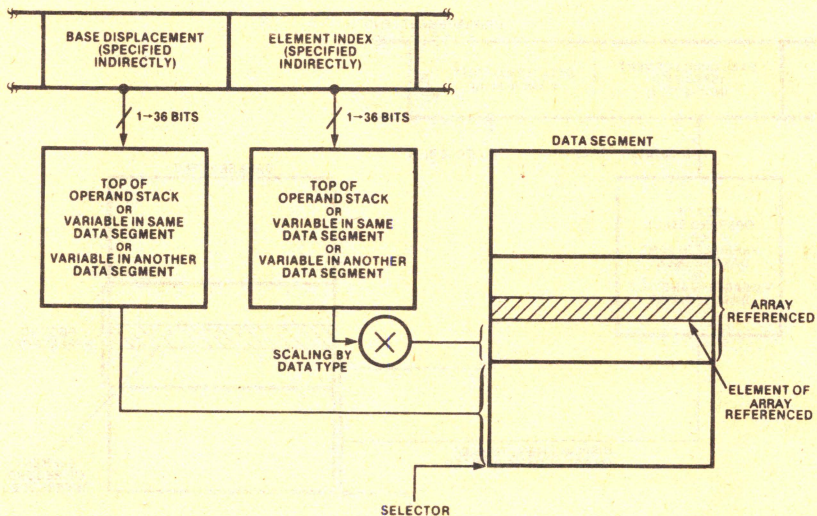 BASE DISPLACEMENT
(SPECIFIED
INDIRECTLY)
ELEMENT INDEX
(SPECIFIED
INDIRECTLY)
1→36 BITS
1→36 BITS
DATA SEGMENT
TOP OF
OPERAND STACK
OR
VARIABLE IN SAME
DATA SEGMENT
OR
VARIABLE IN ANOTHER
DATA SEGMENT
TOP OF
OPERAND STACK
OR
VARIABLE IN SAME
DATA SEGMENT
OR
VARIABLE IN ANOTHER
DATA SEGMENT
ARRAY
REFERENCED
SCALING BY
DATA TYPE
ELEMENT OF
ARRAY
REFERENCED
SELECTOR